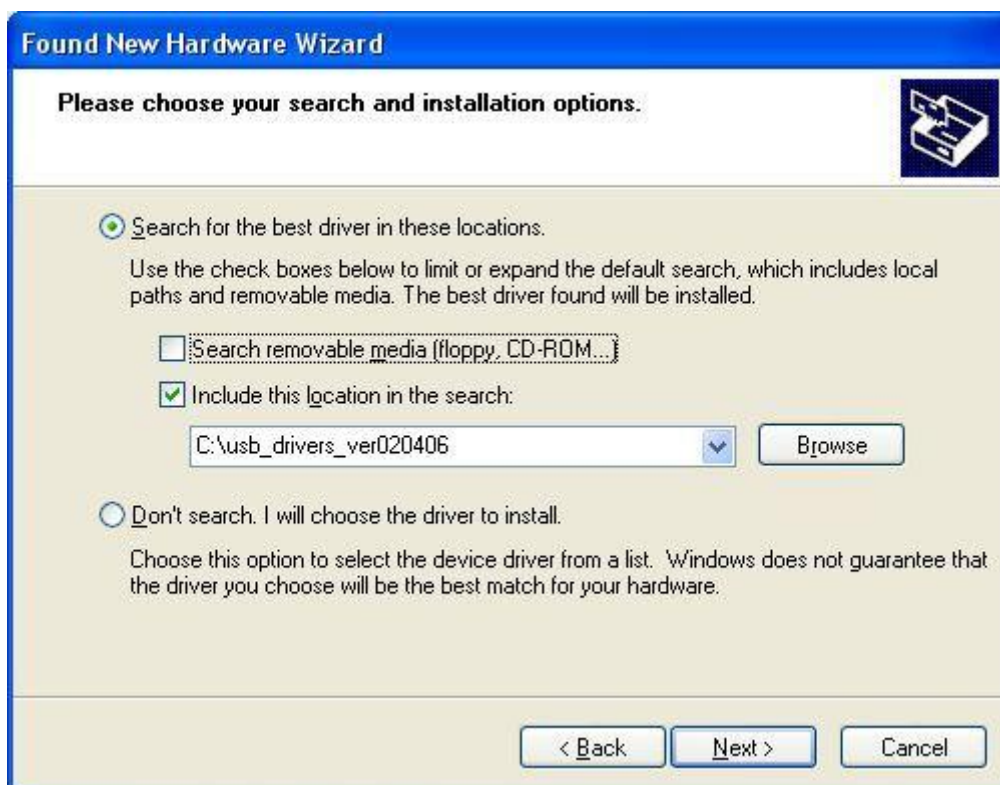 Found New Hardware Wizard
Please choose your search and installation options.
Search for the best driver in these locations.
Use the check boxes below to limit or expand the default search, which includes local
paths and removable media. The best driver found will be installed.
Search removable media (floppy, CD-ROM...)
Include this location in the search:
C:\usb_drivers_ver020406
Browse
Don't search. I will choose the driver to install.
Choose this option to select the device driver from a list. Windows does not guarantee that
the driver you choose will be the best match for your hardware.
< Back Next > Cancel